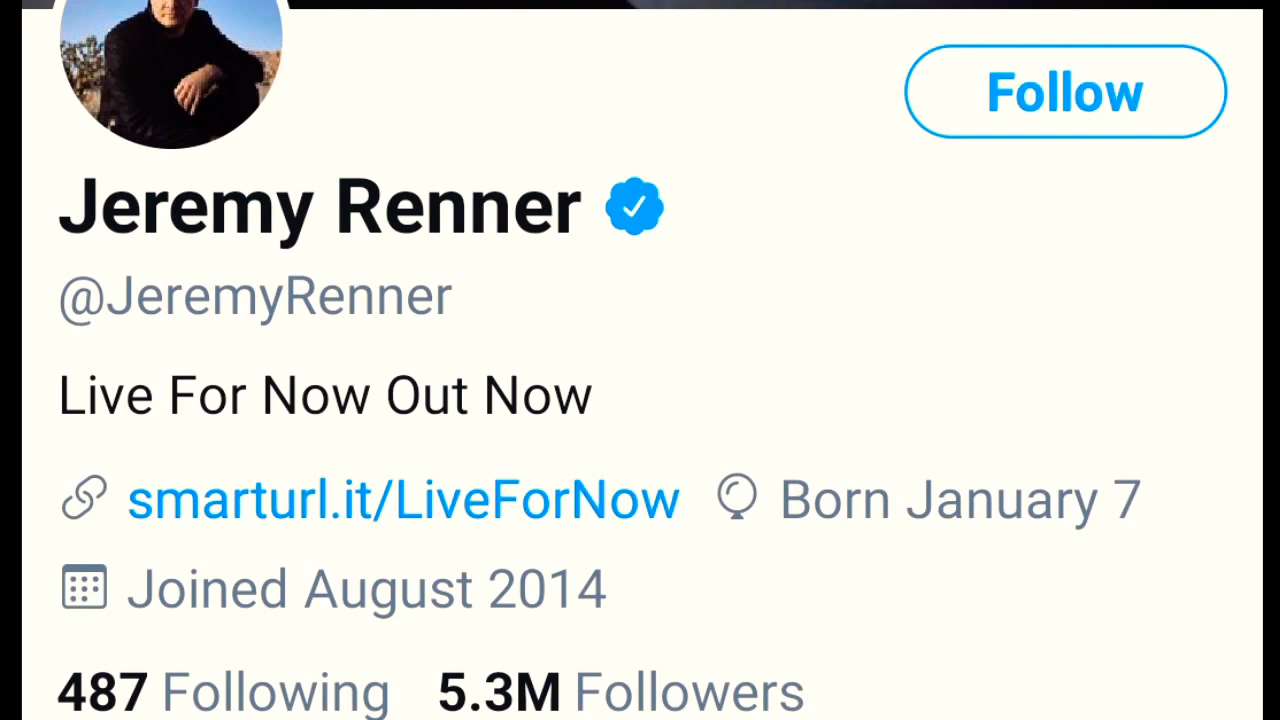 Follow
Jeremy Renner
@JeremyRenner
Live For Now Out Now
smarturl.it/LiveForNow Born January 7
Joined August 2014
487 Following 5.3M Followers